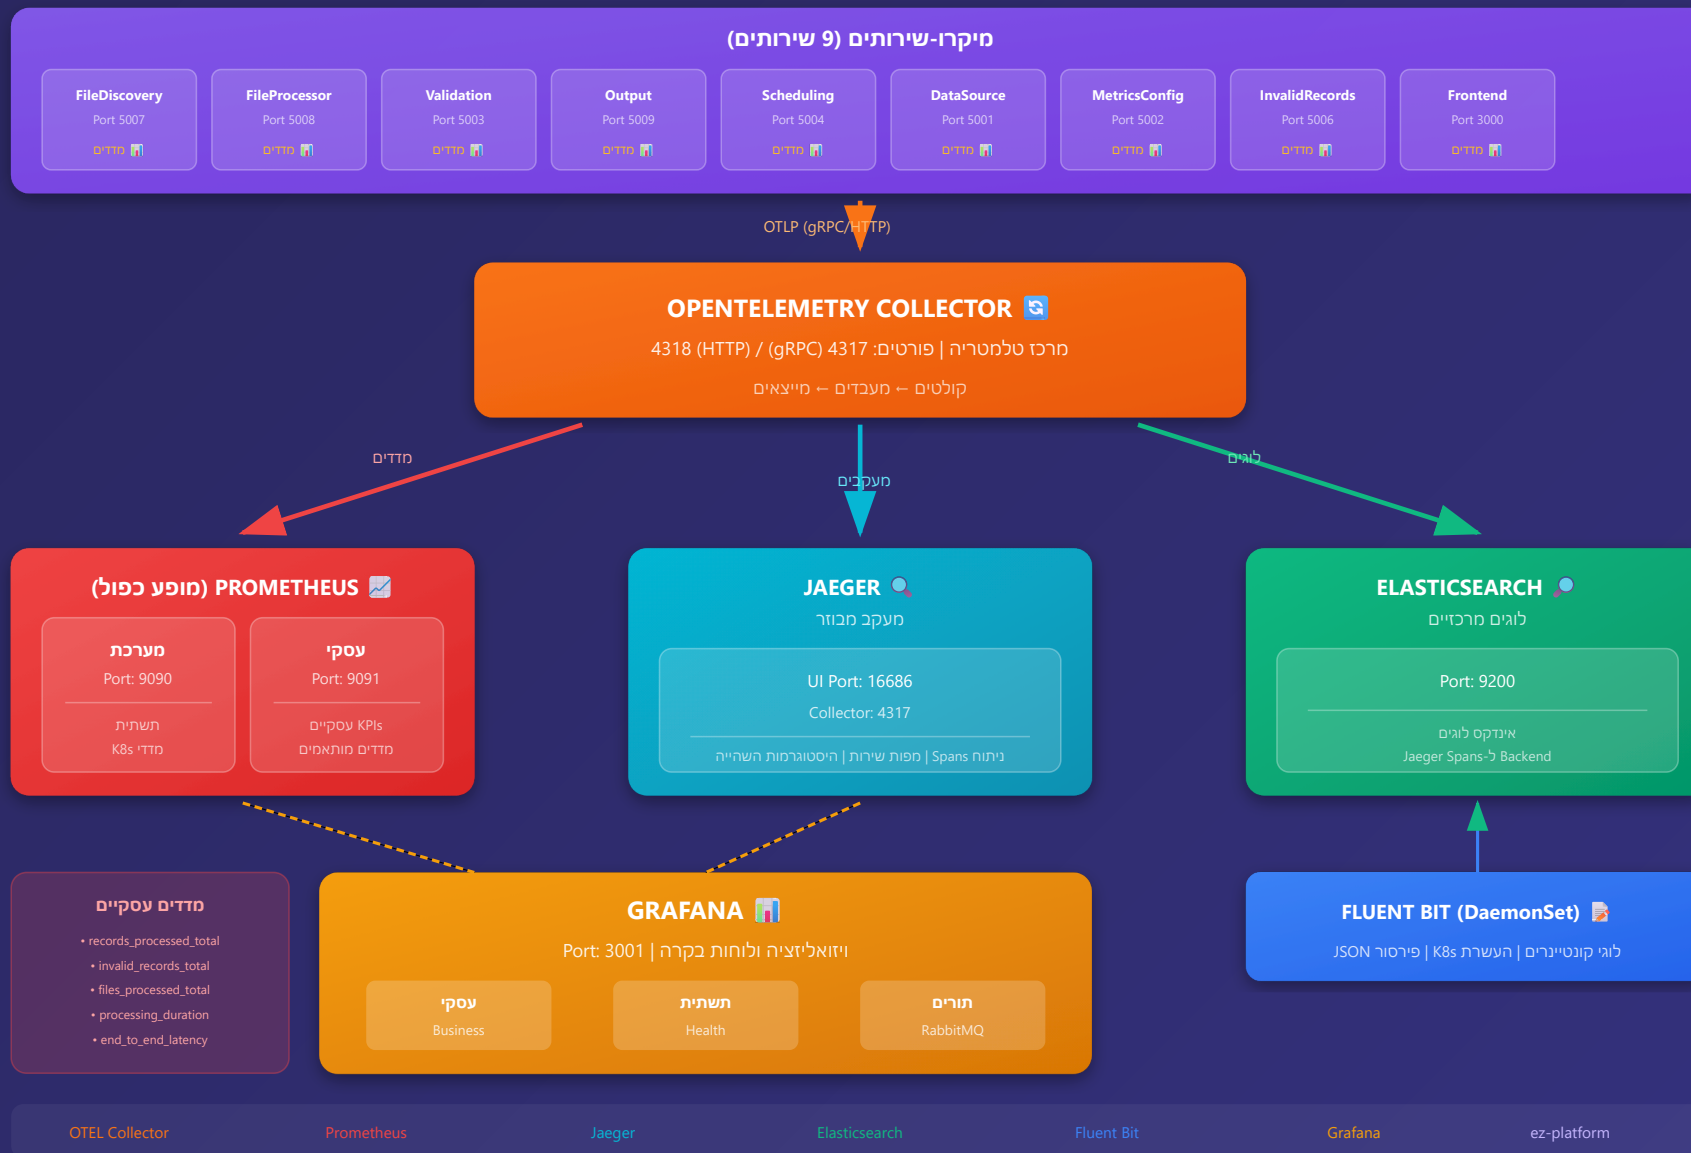 מיקרו-שירותים (9 שירותים)
FileDiscovery
Port 5007
📊 מדדים
FileProcessor
Port 5008
📊 מדדים
Validation
Port 5003
📊 מדדים
Output
Port 5009
📊 מדדים
Scheduling
Port 5004
📊 מדדים
DataSource
Port 5001
📊 מדדים
MetricsConfig
Port 5002
📊 מדדים
InvalidRecords
Port 5006
📊 מדדים
Frontend
Port 3000
📊 מדדים
OTLP (gRPC/HTTP)
🔄 OPENTELEMETRY COLLECTOR
מרכז טלמטריה | פורטים: 4317 (gRPC) / 4318 (HTTP)
קולטים ← מעבדים ← מייצאים
מדדים
מעקבים
לוגים
📈 PROMETHEUS (מופע כפול)
מערכת
Port: 9090
תשתית
מדדי K8s
עסקי
Port: 9091
KPIs עסקיים
מדדים מותאמים
🔍 JAEGER
מעקב מבוזר
UI Port: 16686
Collector: 4317
ניתוח Spans | מפות שירות | היסטוגרמות השהייה
🔎 ELASTICSEARCH
לוגים מרכזיים
Port: 9200
אינדקס לוגים
Backend ל-Jaeger Spans
מדדים עסקיים
• records_processed_total
• invalid_records_total
• files_processed_total
• processing_duration
• end_to_end_latency
📊 GRAFANA
ויזואליזציה ולוחות בקרה | Port: 3001
עסקי
Business
תשתית
Health
תורים
RabbitMQ
📝 FLUENT BIT (DaemonSet)
לוגי קונטיינרים | העשרת K8s | פירסור JSON
OTEL Collector
Prometheus
Jaeger
Elasticsearch
Fluent Bit
Grafana
ez-platform